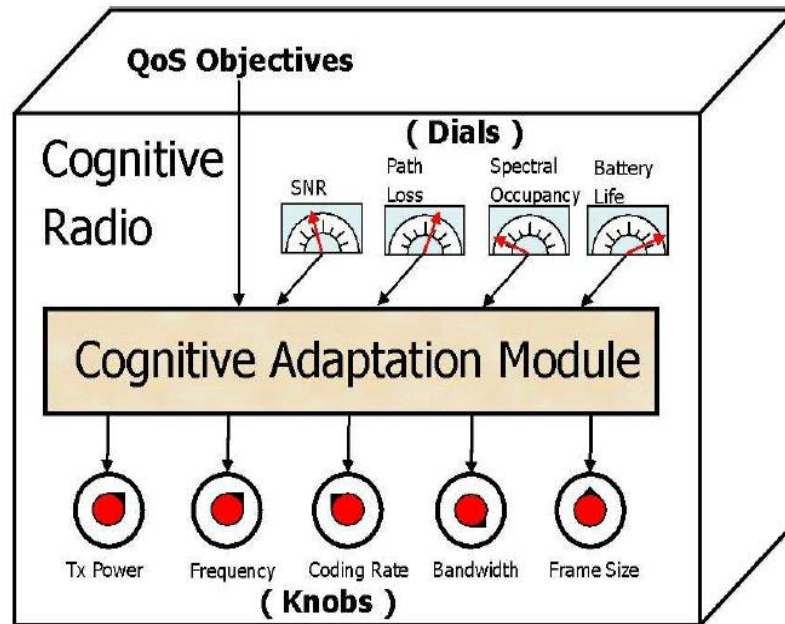 QoS Objectives
Cognitive
Radio
( Dials )
SNR
Path
Loss
Spectral
Occupancy
Battery
Life
Cognitive Adaptation Module
Tx Power
Frequency
Coding Rate
Bandwidth
Frame Size
( Knobs )